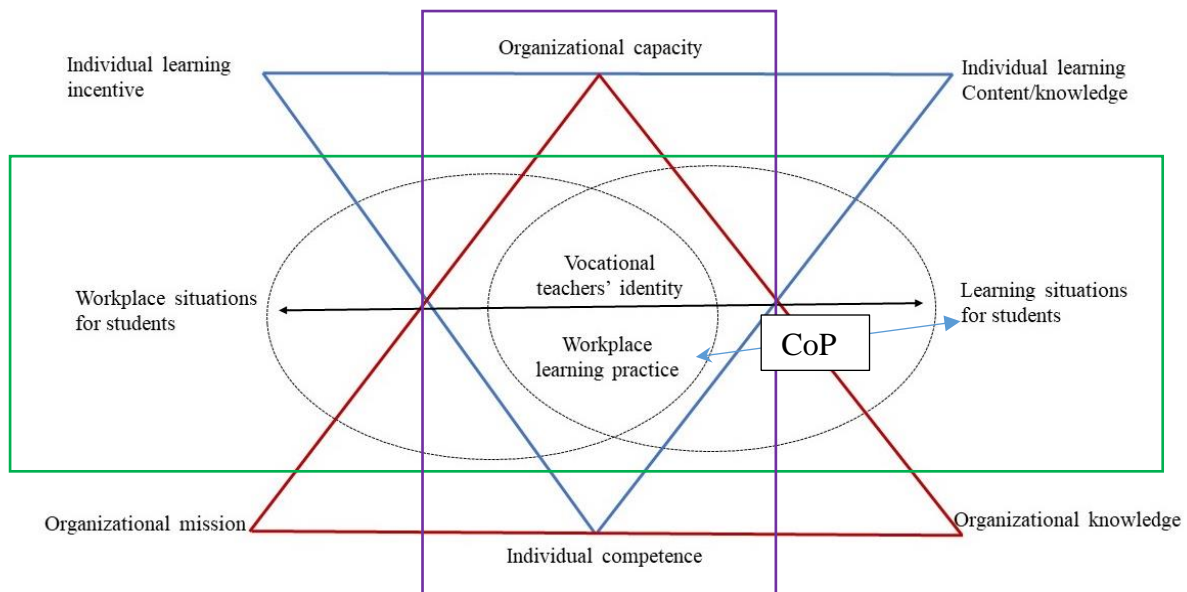 Organizational capacity
Individual learning
incentive
Individual learning
Content/knowledge
Workplace situations
for students
Vocational
teachers’ identity
Workplace
learning practice
CoP
Learning situations
for students
Organizational mission
Individual competence
Organizational knowledge